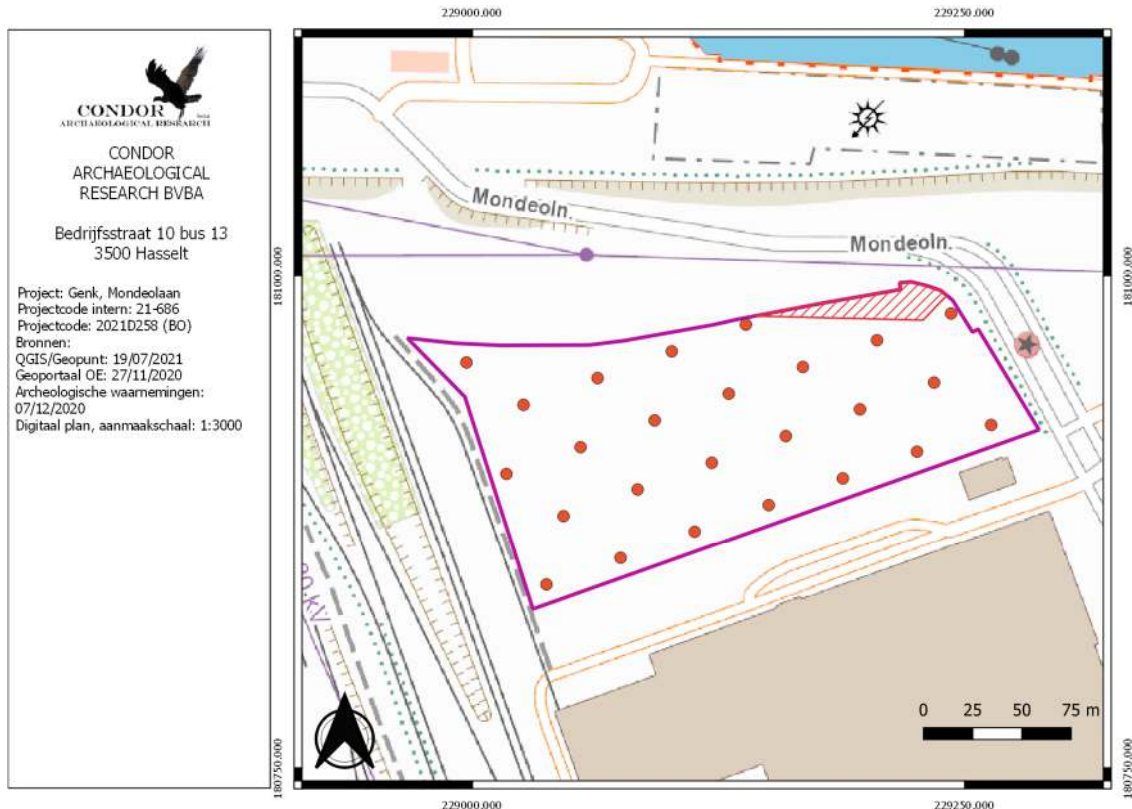 CONDOR
ARCHAEOLOGICAL RESEARCH
CONDOR
ARCHAEOLOGICAL
RESEARCH BVBA
Bedrijfsstraat 10 bus 13
3500 Hasselt
Project: Genk, Mondeolaan
Projectcode intern: 21-686
Projectcode: 2021D258 (BO)
Bronnen:
QGIS/Geopunt: 19/07/2021
Geoportaal OE: 27/11/2020
Archeologische waarnemingen:
07/12/2020
Digitaal plan, aanmaakschaal: 1:3000
229000.000
229250.000
181000.000
181000.000
Mondeoln.
Mondeoln.
kV
0 25 50 75 m
180750.000
180750.000
229000.000
229250.000